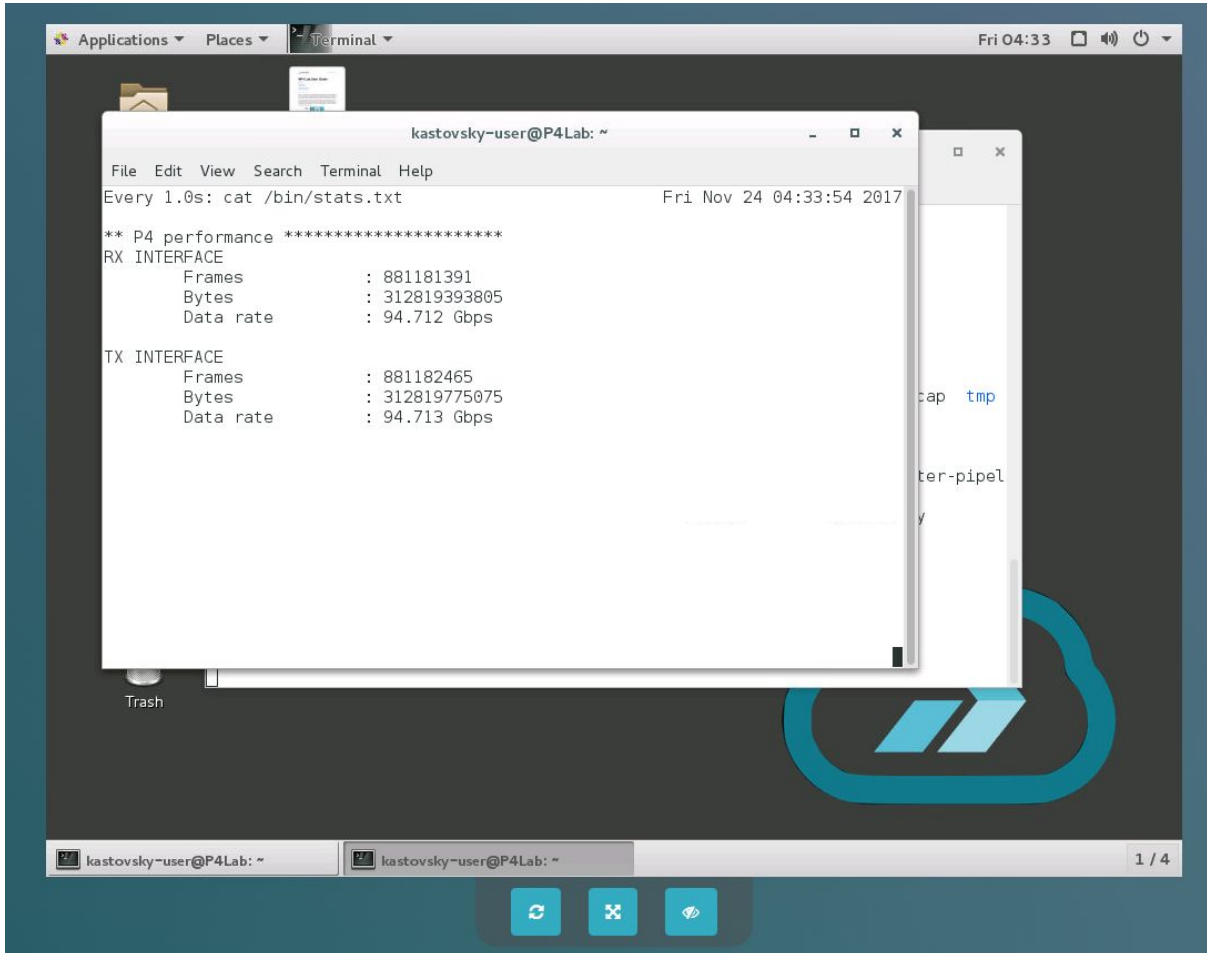 Applications Places Terminal Fri 04:33
kastovsky-user@P4Lab: ~
File Edit View Search Terminal Help
Every 1.0s: cat /bin/stats.txt Fri Nov 24 04:33:54 2017
** P4 performance **********************
RX INTERFACE
Frames : 881181391
Bytes : 312819393805
Data rate : 94.712 Gbps
TX INTERFACE
Frames : 881182465
Bytes : 312819775075
Data rate : 94.713 Gbps
cap tmp
ter-pipel
y
Trash
kastovsky-user@P4Lab: ~ kastovsky-user@P4Lab: ~ 1 / 4